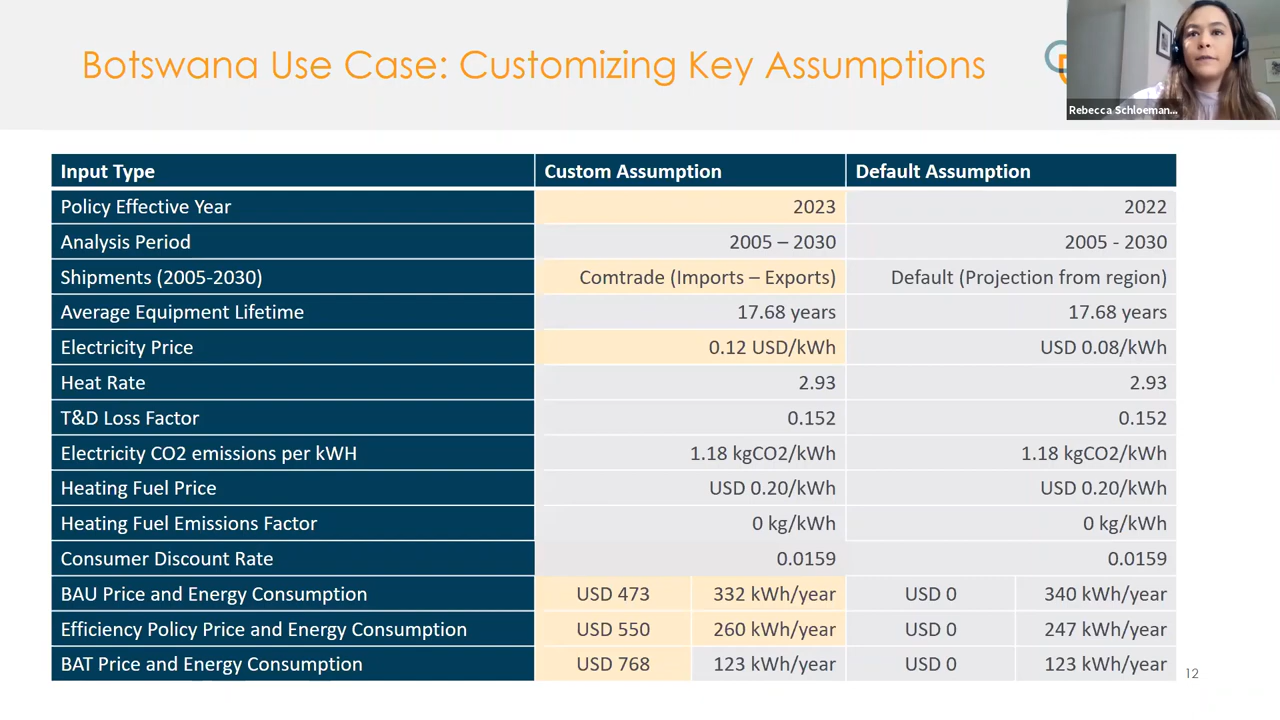 Botswana Use Case: Customizing Key Assumptions
Rebecca Schloeman...
Input Type Custom Assumption Default Assumption
Policy Effective Year 2023 2022
Analysis Period 2005 – 2030 2005 - 2030
Shipments (2005-2030) Comtrade (Imports – Exports) Default (Projection from region)
Average Equipment Lifetime 17.68 years 17.68 years
Electricity Price 0.12 USD/kWh USD 0.08/kWh
Heat Rate 2.93 2.93
T&D Loss Factor 0.152 0.152
Electricity CO2 emissions per kWH 1.18 kgCO2/kWh 1.18 kgCO2/kWh
Heating Fuel Price USD 0.20/kWh USD 0.20/kWh
Heating Fuel Emissions Factor 0 kg/kWh 0 kg/kWh
Consumer Discount Rate 0.0159 0.0159
BAU Price and Energy Consumption USD 473 332 kWh/year USD 0 340 kWh/year
Efficiency Policy Price and Energy Consumption USD 550 260 kWh/year USD 0 247 kWh/year
BAT Price and Energy Consumption USD 768 123 kWh/year USD 0 123 kWh/year
12